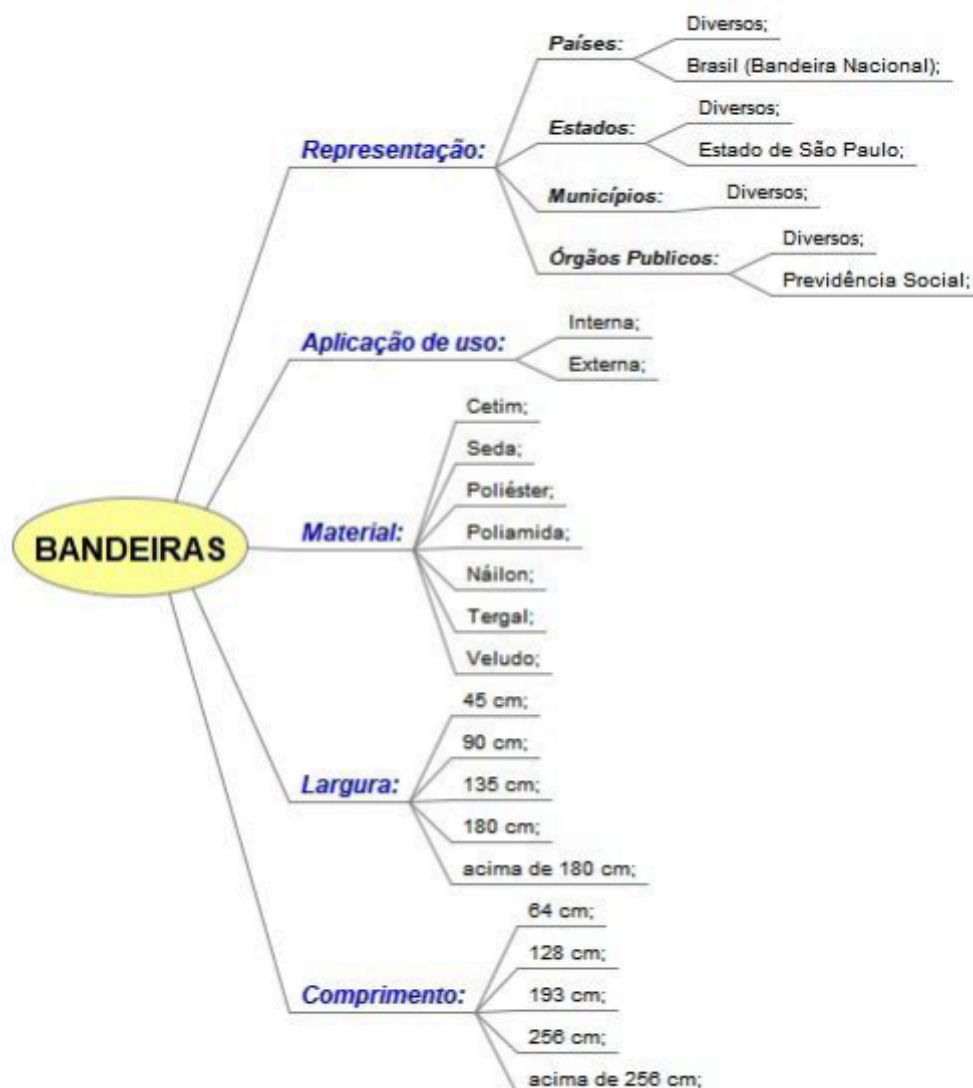 BANDEIRAS
Representação:
Países:
Diversos;
Brasil (Bandeira Nacional);
Estados:
Diversos;
Estado de São Paulo;
Municípios:
Diversos;
Órgãos Publicos:
Diversos;
Previdência Social;
Aplicação de uso:
Interna;
Externa;
Material:
Cetim;
Seda;
Poliéster;
Poliamida;
Náilon;
Tergal;
Veludo;
Largura:
45 cm;
90 cm;
135 cm;
180 cm;
acima de 180 cm;
Comprimento:
64 cm;
128 cm;
193 cm;
256 cm;
acima de 256 cm;